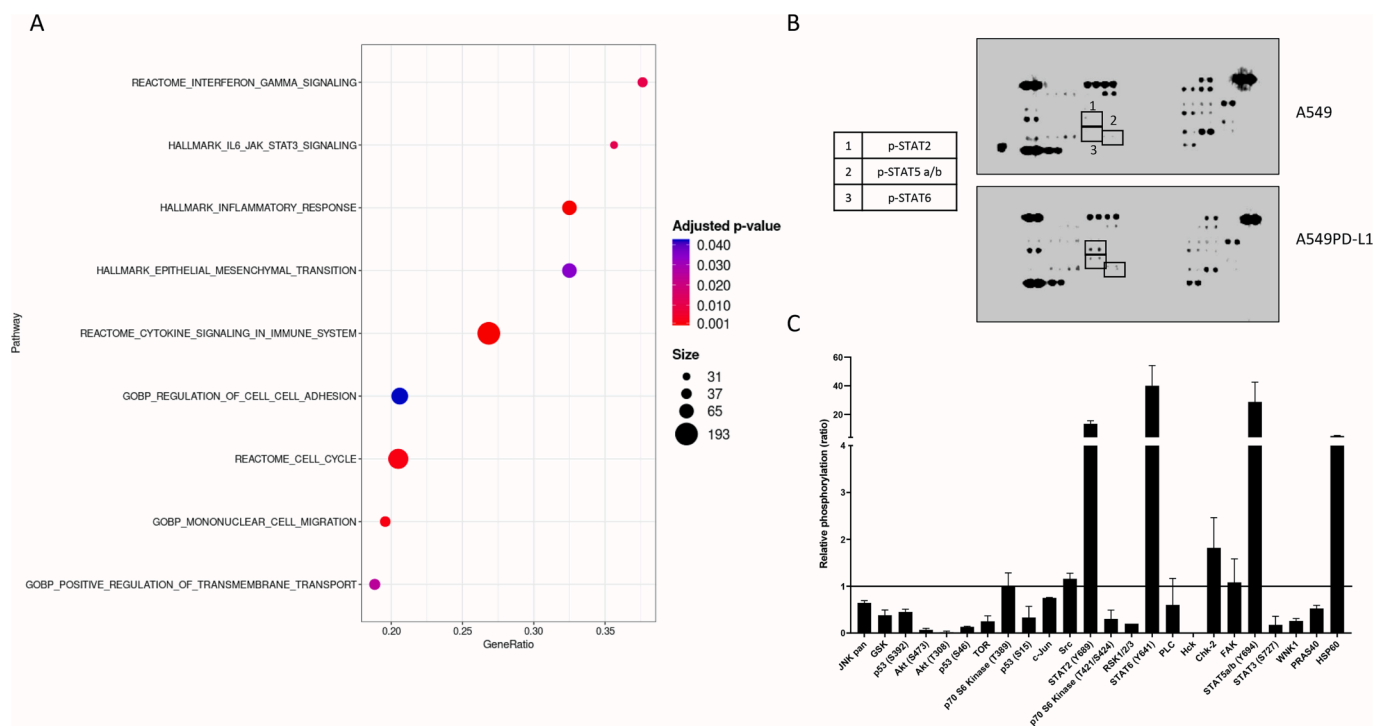 A
Pathway
REACTOME_INTERFERON_GAMMA_SIGNALING
HALLMARK_IL6_JAK_STAT3_SIGNALING
HALLMARK_INFLAMMATORY_RESPONSE
HALLMARK_EPITHELIAL_MESENCHYMAL_TRANSITION
REACTOME_CYTOKINE_SIGNALING_IN_IMMUNE_SYSTEM
GOBP_REGULATION_OF_CELL_CELL_ADHESION
REACTOME_CELL_CYCLE
GOBP_MONONUCLEAR_CELL_MIGRATION
GOBP_POSITIVE_REGULATION_OF_TRANSMEMBRANE_TRANSPORT
0.20 0.25 0.30 0.35
GeneRatio
Adjusted p-value
0.040
0.030
0.020
0.010
0.001
Size
31
37
65
193
B
1 p-STAT2
2 p-STAT5 a/b
3 p-STAT6
1
2
3
A549
A549PD-L1
C
Relative phosphorylation (ratio)
60
40
20
4
3
2
1
0
JNK pan
GSK
p53 (S392)
Akt (S473)
Akt (T308)
p53 (S46)
TOR
p70 S6 Kinase (T389)
p53 (S15)
c-Jun
Src
STAT2 (Y689)
p70 S6 Kinase (T421/S424)
RSK1/2/3
STAT6 (Y641)
PLC
Hck
Chk-2
FAK
STAT5a/b (Y694)
STAT3 (S727)
WNK1
PRAS40
HSP60